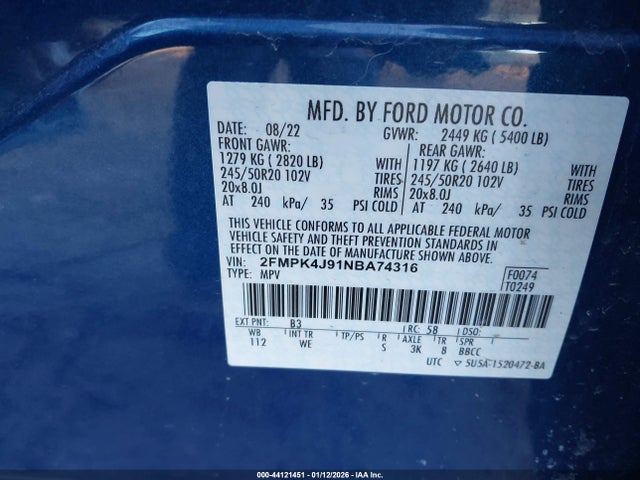 MFD. BY FORD MOTOR CO.
DATE: 08/22 GVWR: 2449 KG ( 5400 LB)
FRONT GAWR: REAR GAWR:
1279 KG ( 2820 LB) WITH 1197 KG ( 2640 LB) WITH
245/50R20 102V TIRES 245/50R20 102V TIRES
20x8.0J RIMS 20x8.0J RIMS
AT 240 kPa/ 35 PSI COLD AT 240 kPa/ 35 PSI COLD
THIS VEHICLE CONFORMS TO ALL APPLICABLE FEDERAL MOTOR
VEHICLE SAFETY AND THEFT PREVENTION STANDARDS IN
EFFECT ON THE DATE OF MANUFACTURE SHOWN ABOVE.
VIN: 2FMPK4J91NBA74316 F0074
TYPE: MPV T0249
EXT PNT: B3 RC: 58 DSO:
WB INT TR TP/PS R AXLE TR SPR
112 WE S 3K 8 BBCC
UTC ▽ 5U5A-1520472-BA
000-44121451 - 01/12/2026 - IAA Inc.